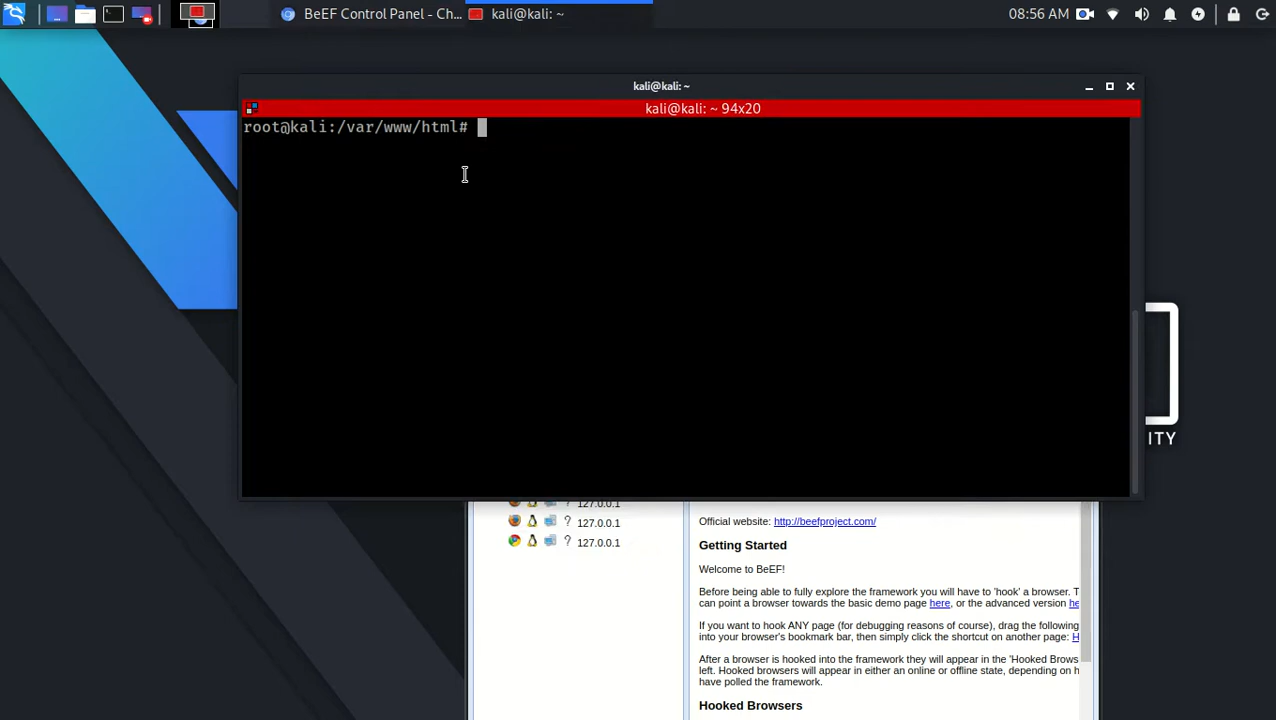 BeEF Control Panel - Ch...
kali@kali: ~
08:56 AM
kali@kali: ~
kali@kali: ~ 94x20
root@kali:/var/www/html#
ITY
127.0.0.1
127.0.0.1
127.0.0.1
Official website: http://beefproject.com/
Getting Started
Welcome to BeEF!
Before being able to fully explore the framework you will have to 'hook' a browser. T
can point a browser towards the basic demo page here, or the advanced version he
If you want to hook ANY page (for debugging reasons of course), drag the following
into your browser's bookmark bar, then simply click the shortcut on another page: H
After a browser is hooked into the framework they will appear in the 'Hooked Brows
left. Hooked browsers will appear in either an online or offline state, depending on h
have polled the framework.
Hooked Browsers